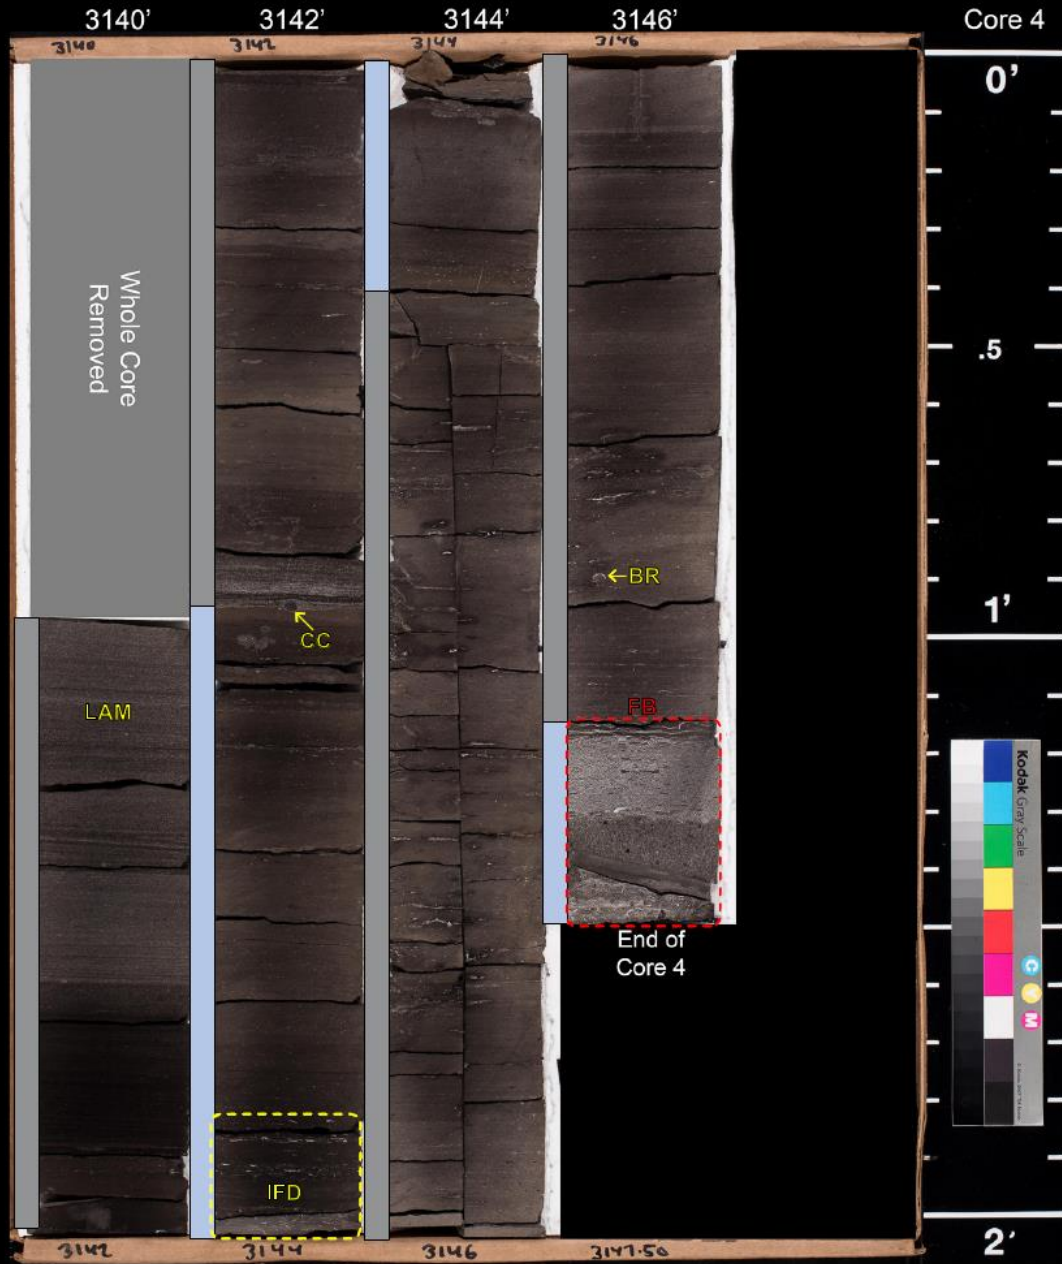 3140’ 3142’ 3144’ 3146’ Core 4
3140 3142 3144 3146
0’
Whole Core
Removed
.5
BR
1’
CC
LAM
FB
Kodak Gray Scale
End of
Core 4
C
Y
M
IFD
2’
3142 3144 3146 3147.50